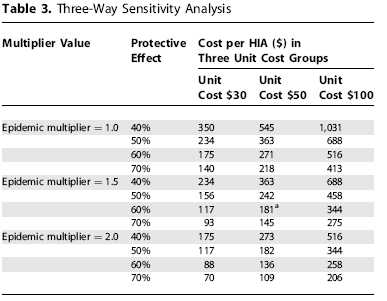 Table 3. Three-Way Sensitivity Analysis
Multiplier Value Protective Effect Cost per HIA ($) in Three Unit Cost Groups
Unit Cost $30 Unit Cost $50 Unit Cost $100
Epidemic multiplier = 1.0 40% 350 545 1,031
50% 234 363 688
60% 175 271 516
70% 140 218 413
Epidemic multiplier = 1.5 40% 234 363 688
50% 156 242 458
60% 117 181a 344
70% 93 145 275
Epidemic multiplier = 2.0 40% 175 273 516
50% 117 182 344
60% 88 136 258
70% 70 109 206